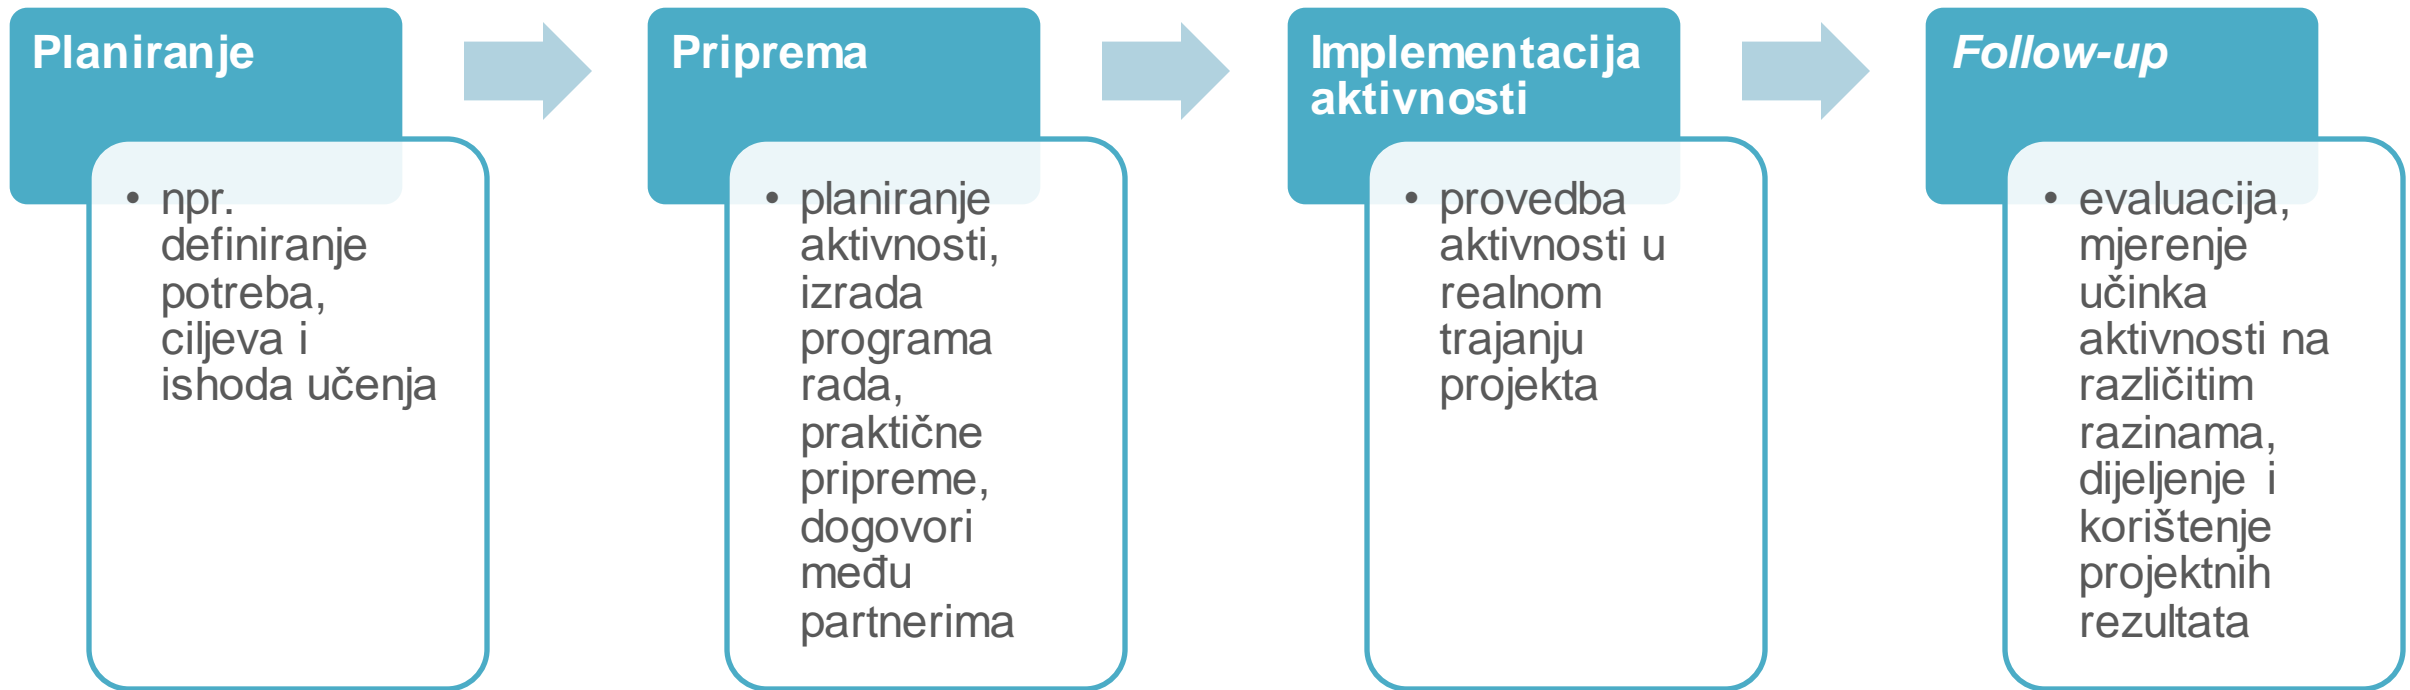 Planiranje
• npr.
definiranje
potreba,
ciljeva i
ishoda učenja
Priprema
• planiranje
aktivnosti,
izrada
programa
rada,
praktične
pripreme,
dogovori
među
partnerima
Implementacija
aktivnosti
• provedba
aktivnosti u
realnom
trajanju
projekta
Follow-up
• evaluacija,
mjerenje
učinka
aktivnosti na
različitim
razinama,
dijeljenje i
korištenje
projektnih
rezultata